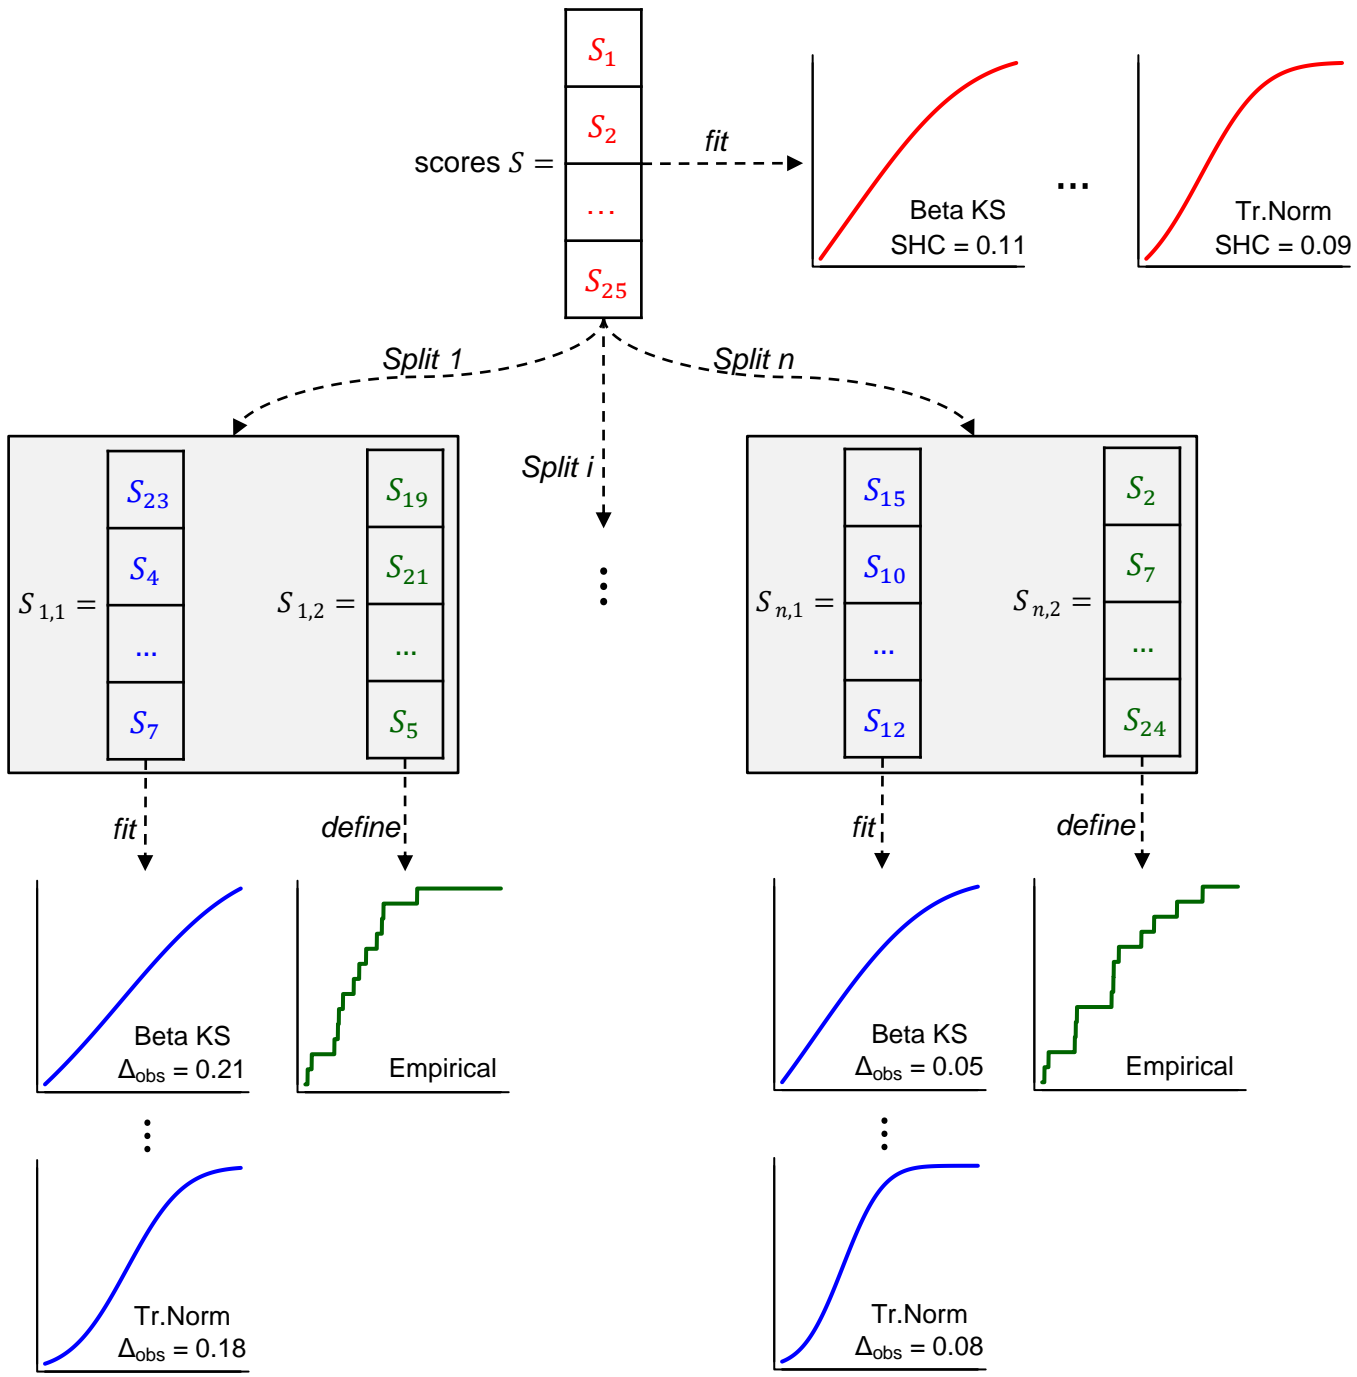 S₁
S₂
scores S =
...
S₂₅
fit
Beta KS
SHC = 0.11
...
Tr.Norm
SHC = 0.09
Split 1
Split i
Split n
S₁,₁ =
S₂₃
S₄
...
S₇
S₁,₂ =
S₁₉
S₂₁
...
S₅
⋮
Sₙ,₁ =
S₁₅
S₁₀
...
S₁₂
Sₙ,₂ =
S₂
S₇
...
S₂₄
fit
define
fit
define
Beta KS
Δobs = 0.21
Empirical
Beta KS
Δobs = 0.05
Empirical
⋮
⋮
Tr.Norm
Δobs = 0.18
Tr.Norm
Δobs = 0.08